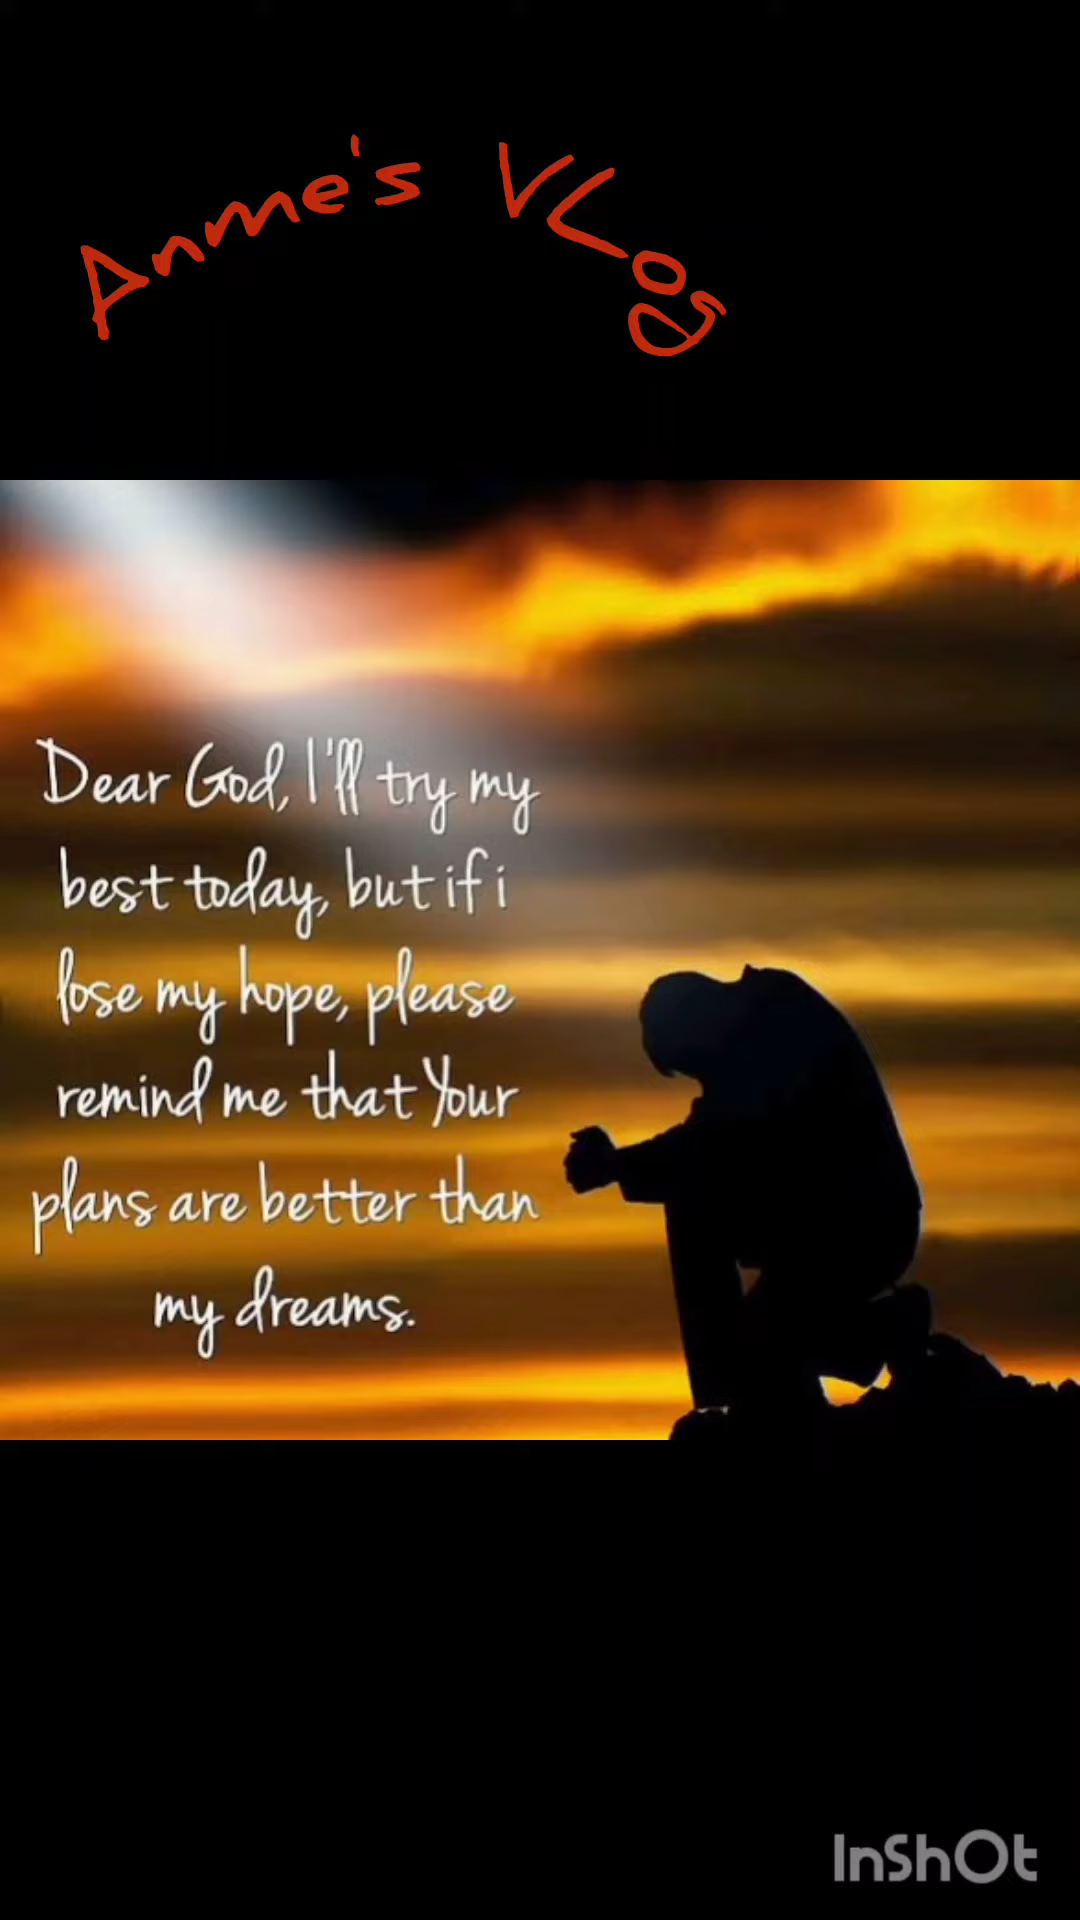 Anme's VLog
Dear God, I'll try my
best today, but if i
lose my hope, please
remind me that Your
plans are better than
my dreams.
InShOt